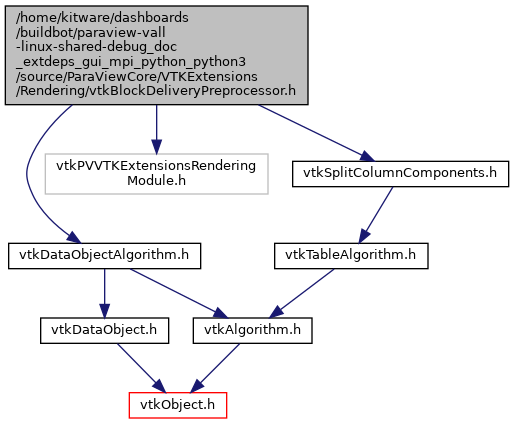 /home/kitware/dashboards
/buildbot/paraview-vall
-linux-shared-debug_doc
_extdeps_gui_mpi_python_python3
/source/ParaViewCore/VTKExtensions
/Rendering/vtkBlockDeliveryPreprocessor.h
vtkPVVTKExtensionsRendering
Module.h
vtkSplitColumnComponents.h
vtkDataObjectAlgorithm.h
vtkTableAlgorithm.h
vtkDataObject.h
vtkAlgorithm.h
vtkObject.h